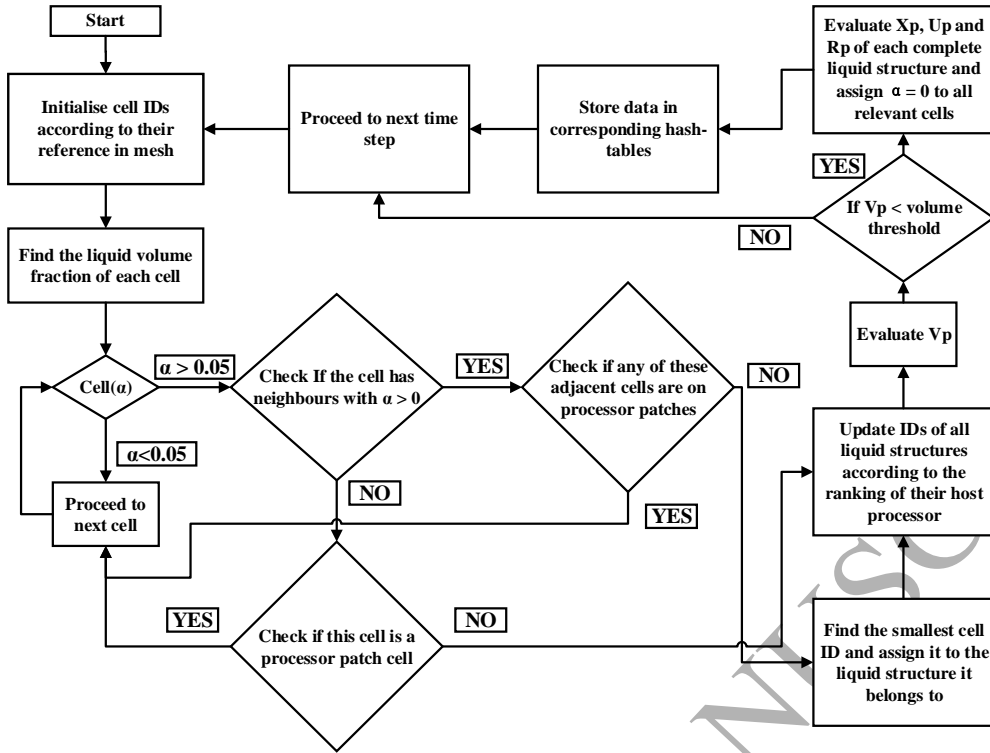 Start
Initialise cell IDs
according to their
reference in mesh
Find the liquid volume
fraction of each cell
Cell(α)
α > 0.05
α<0.05
Proceed to
next cell
Check If the cell has
neighbours with α > 0
YES
NO
Check if any of these
adjacent cells are on
processor patches
NO
YES
Check if this cell is a
processor patch cell
YES
NO
Find the smallest cell
ID and assign it to the
liquid structure it
belongs to
Update IDs of all
liquid structures
according to the
ranking of their host
processor
Evaluate Vp
If Vp < volume
threshold
YES
NO
Evaluate Xp, Up and
Rp of each complete
liquid structure and
assign α = 0 to all
relevant cells
Store data in
corresponding hash-
tables
Proceed to next time
step